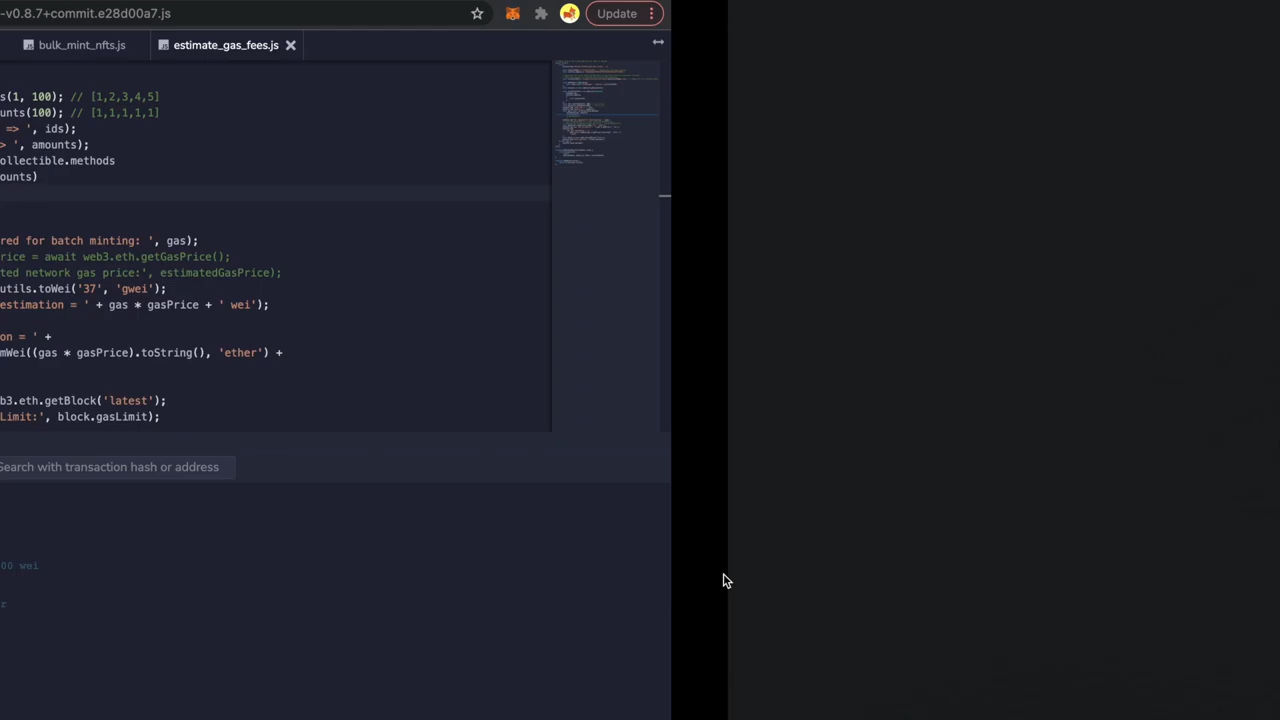 -v0.8.7+commit.e28d00a7.js
Update
bulk_mint_nfts.js
estimate_gas_fees.js
s(1, 100); // [1,2,3,4,5]
unts(100); // [1,1,1,1,1]
=> ', ids);
> ', amounts);
ollectible.methods
ounts)
red for batch minting: ', gas);
rice = await web3.eth.getGasPrice();
ted network gas price:', estimatedGasPrice);
utils.toWei('37', 'gwei');
estimation = ' + gas * gasPrice + ' wei');
on = ' +
mWei((gas * gasPrice).toString(), 'ether') +
b3.eth.getBlock('latest');
Limit:', block.gasLimit);
Search with transaction hash or address
00 wei
r